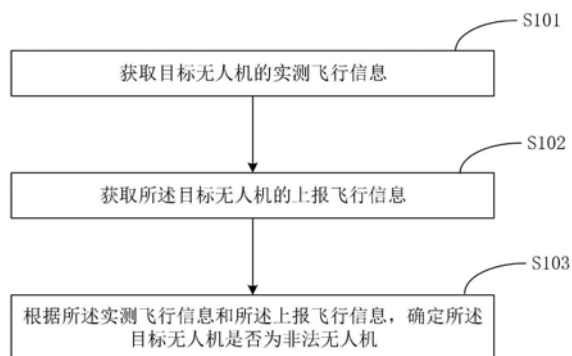 S101
获取目标无人机的实测飞行信息
S102
获取所述目标无人机的上报飞行信息
S103
根据所述实测飞行信息和所述上报飞行信息，确定所述
目标无人机是否为非法无人机